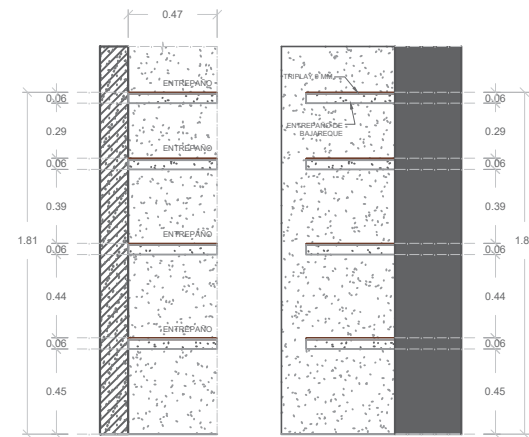 0.47
ENTREPAÑO
0.06
0.29
ENTREPAÑO
0.06
0.39
1.81
ENTREPAÑO
0.06
0.44
ENTREPAÑO
0.06
0.45
TRIPLAY 6 MM
0.06
ENTREPAÑO DE
BAJAREQUE
0.29
0.06
0.39
1.8
0.06
0.44
0.06
0.45